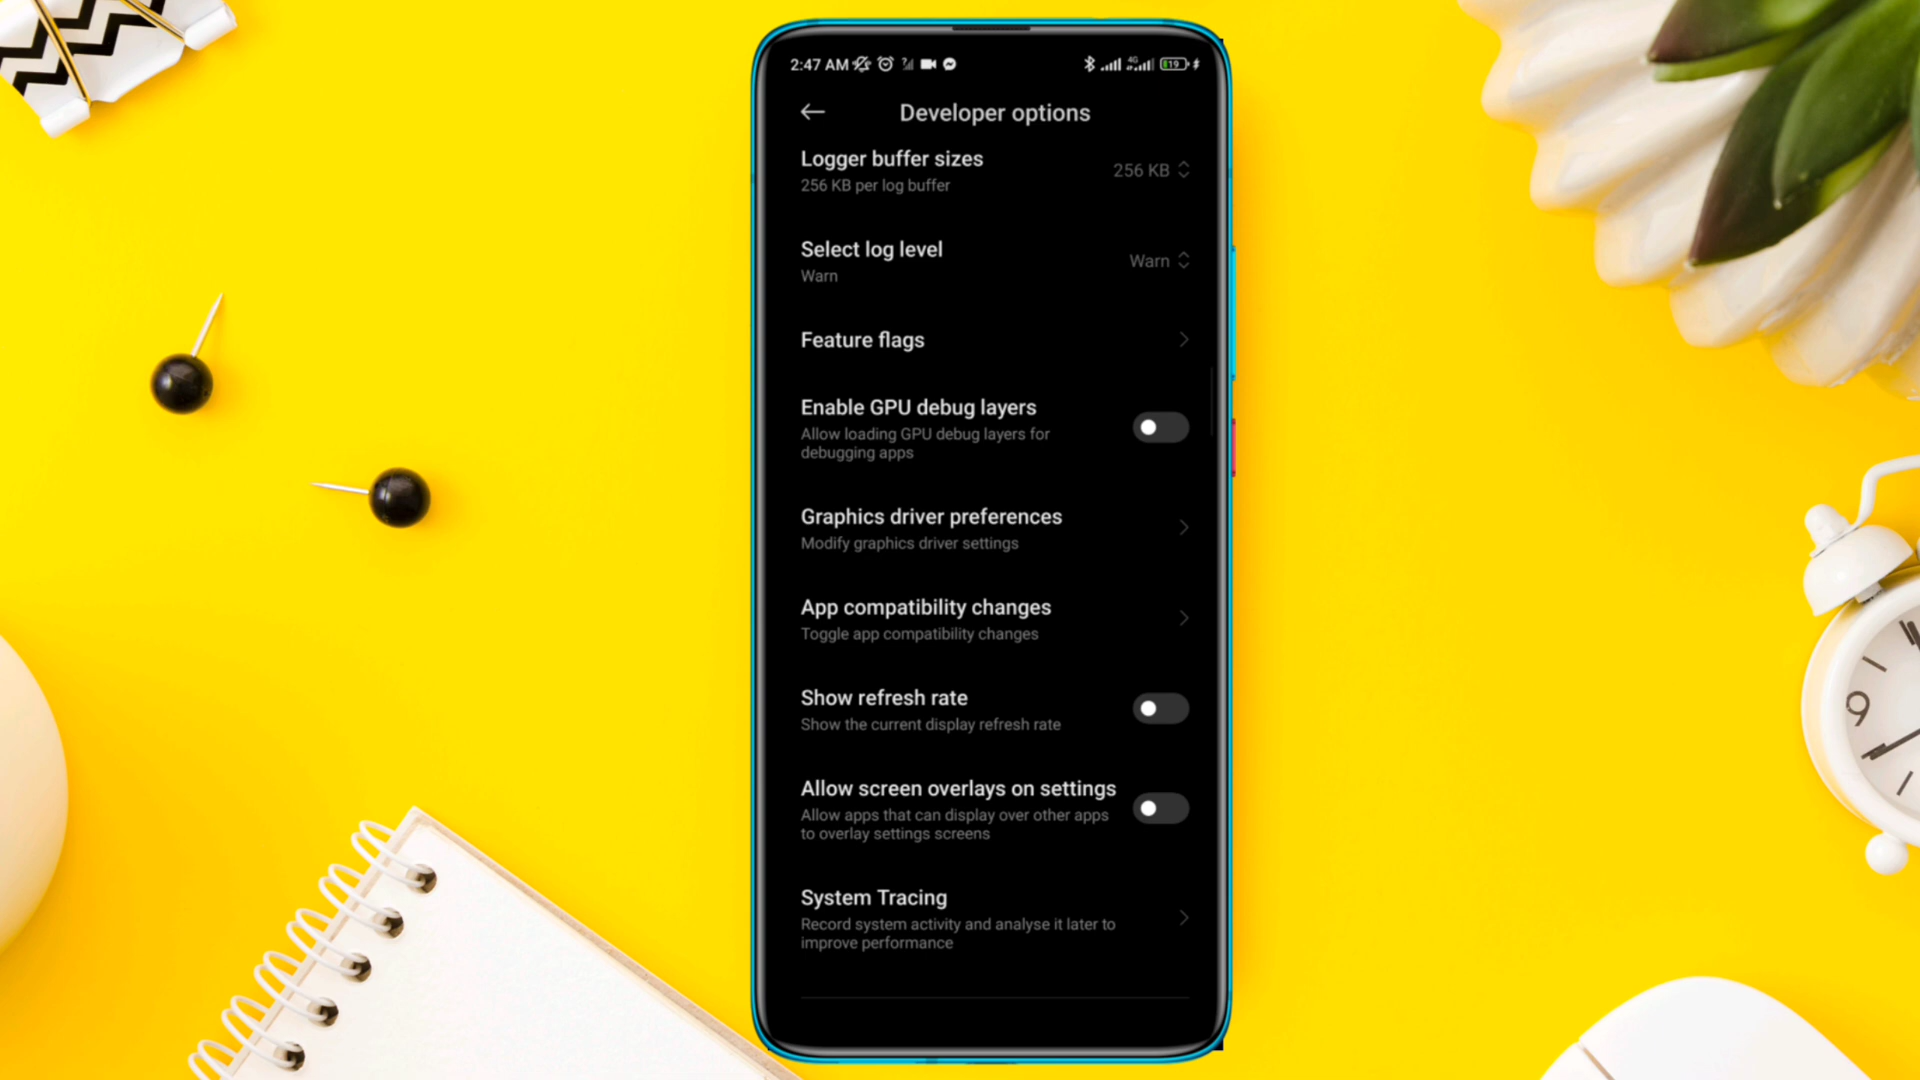 2:47 AM
4G
19
Developer options
Logger buffer sizes
256 KB per log buffer
256 KB
Select log level
Warn
Warn
Feature flags
Enable GPU debug layers
Allow loading GPU debug layers for
debugging apps
Graphics driver preferences
Modify graphics driver settings
App compatibility changes
Toggle app compatibility changes
Show refresh rate
Show the current display refresh rate
Allow screen overlays on settings
Allow apps that can display over other apps
to overlay settings screens
System Tracing
Record system activity and analyse it later to
improve performance
9